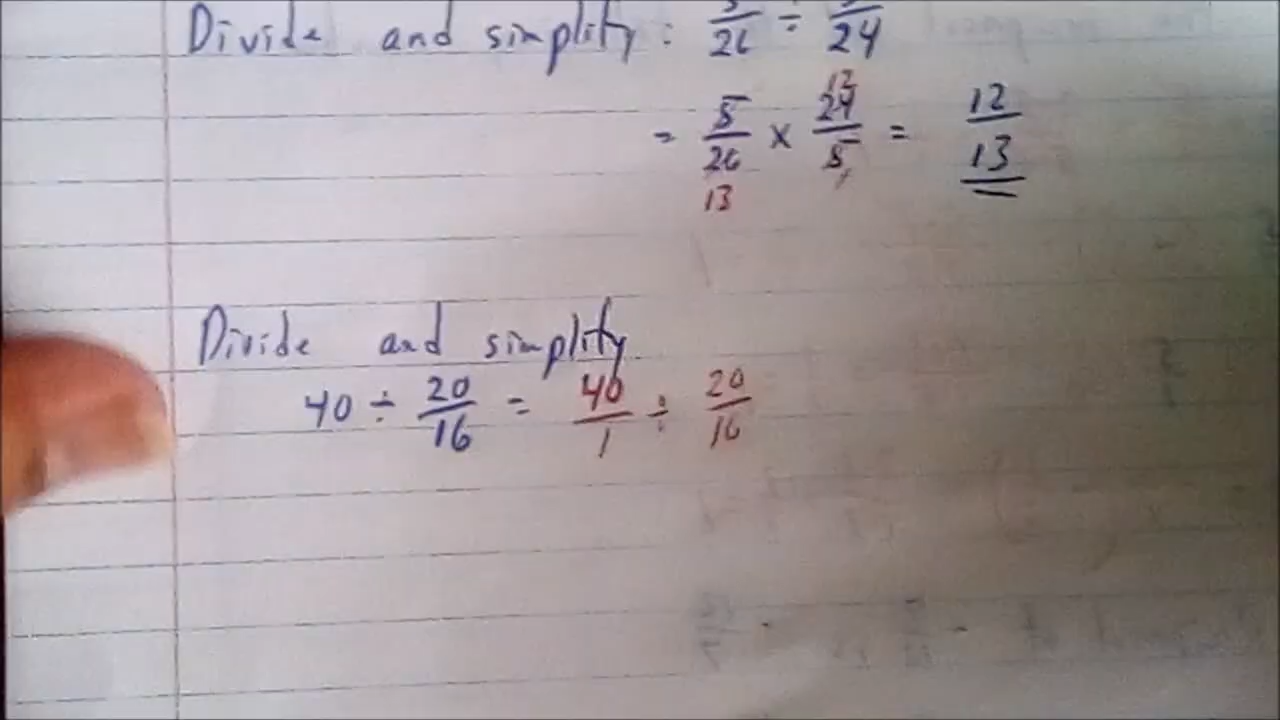 Divide and simplify: 5/26 ÷ 5/24
= 5/26 × 24/5 = 12/13
12
13
Divide and simplify
40 ÷ 20/16 = 40/1 ÷ 20/16